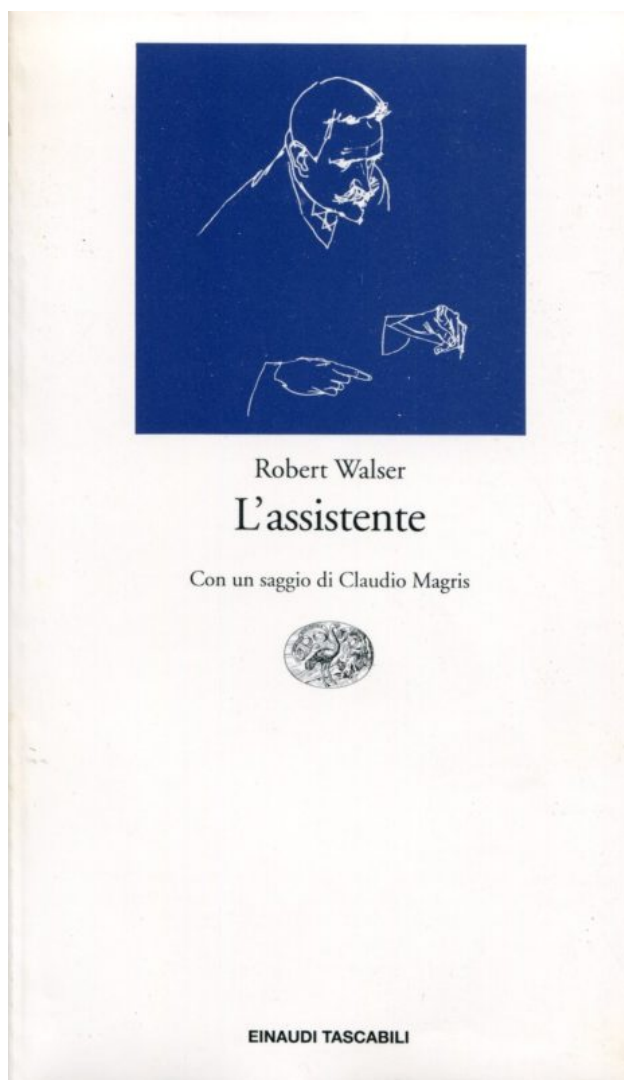 Robert Walser
L’assistente
Con un saggio di Claudio Magris
EINAUDI TASCABILI